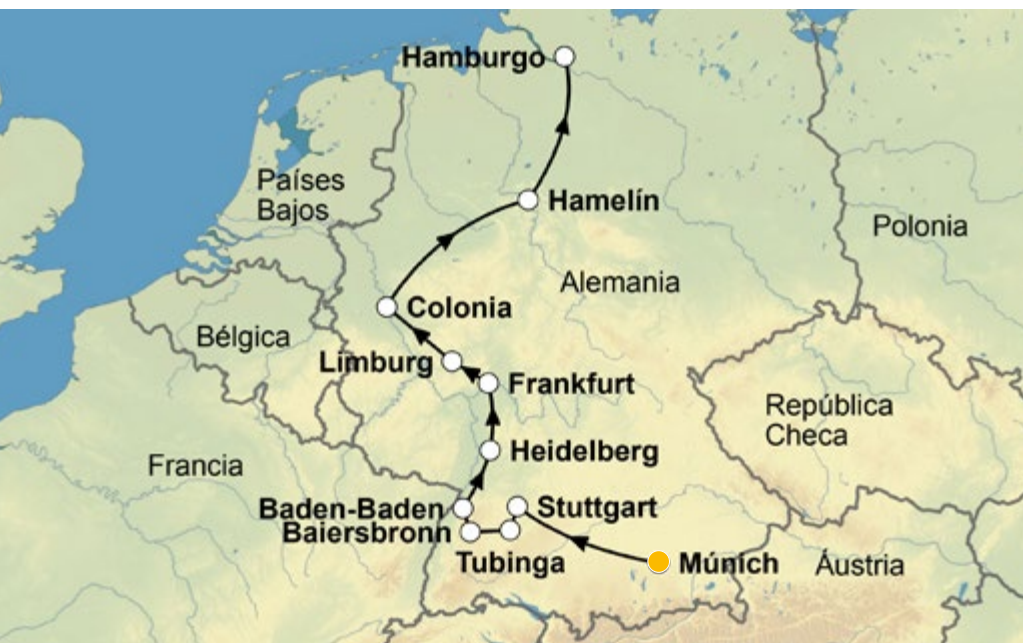 Hamburgo
Países
Bajos
Hamelín
Polonia
Alemania
Colonia
Bélgica
Limburg
Frankfurt
República
Checa
Heidelberg
Francia
Baden-Baden
Stuttgart
Baiersbronn
Tubinga
Múnich
Áustria